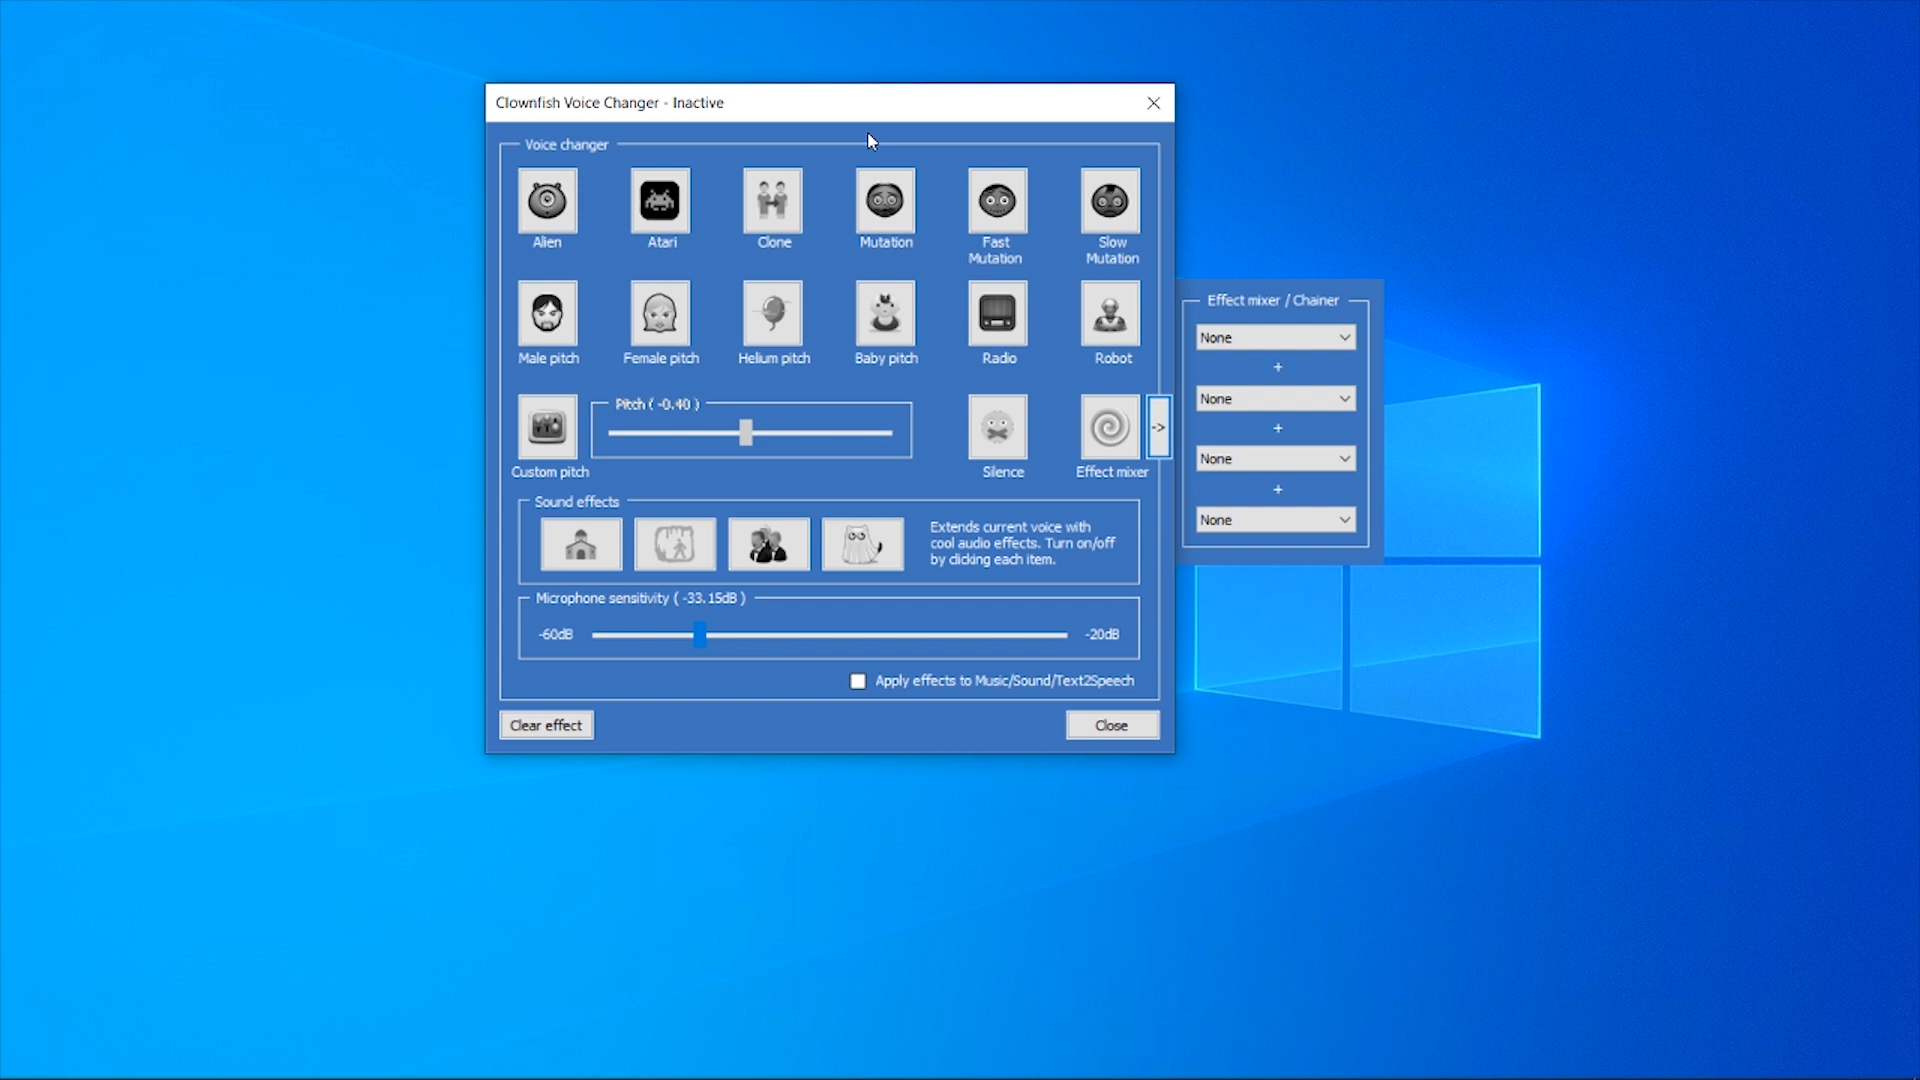 Clownfish Voice Changer - Inactive
Voice changer
Alien
Atari
Clone
Mutation
Fast
Mutation
Slow
Mutation
Male pitch
Female pitch
Helium pitch
Baby pitch
Radio
Robot
Custom pitch
Pitch ( -0.40 )
Silence
Effect mixer
->
Sound effects
Extends current voice with
cool audio effects. Turn on/off
by clicking each item.
Microphone sensitivity ( -33.15dB )
-60dB
-20dB
Apply effects to Music/Sound/Text2Speech
Clear effect
Close
Effect mixer / Chainer
None
+
None
+
None
+
None